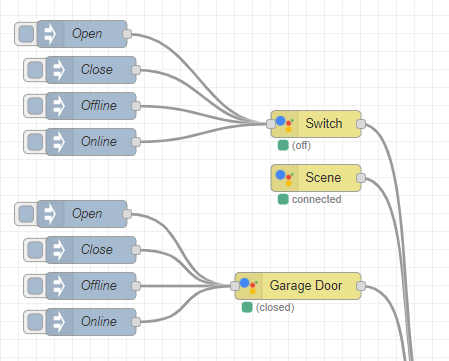 Open
Close
Offline
Online
Switch
(off)
Scene
connected
Open
Close
Offline
Online
Garage Door
(closed)